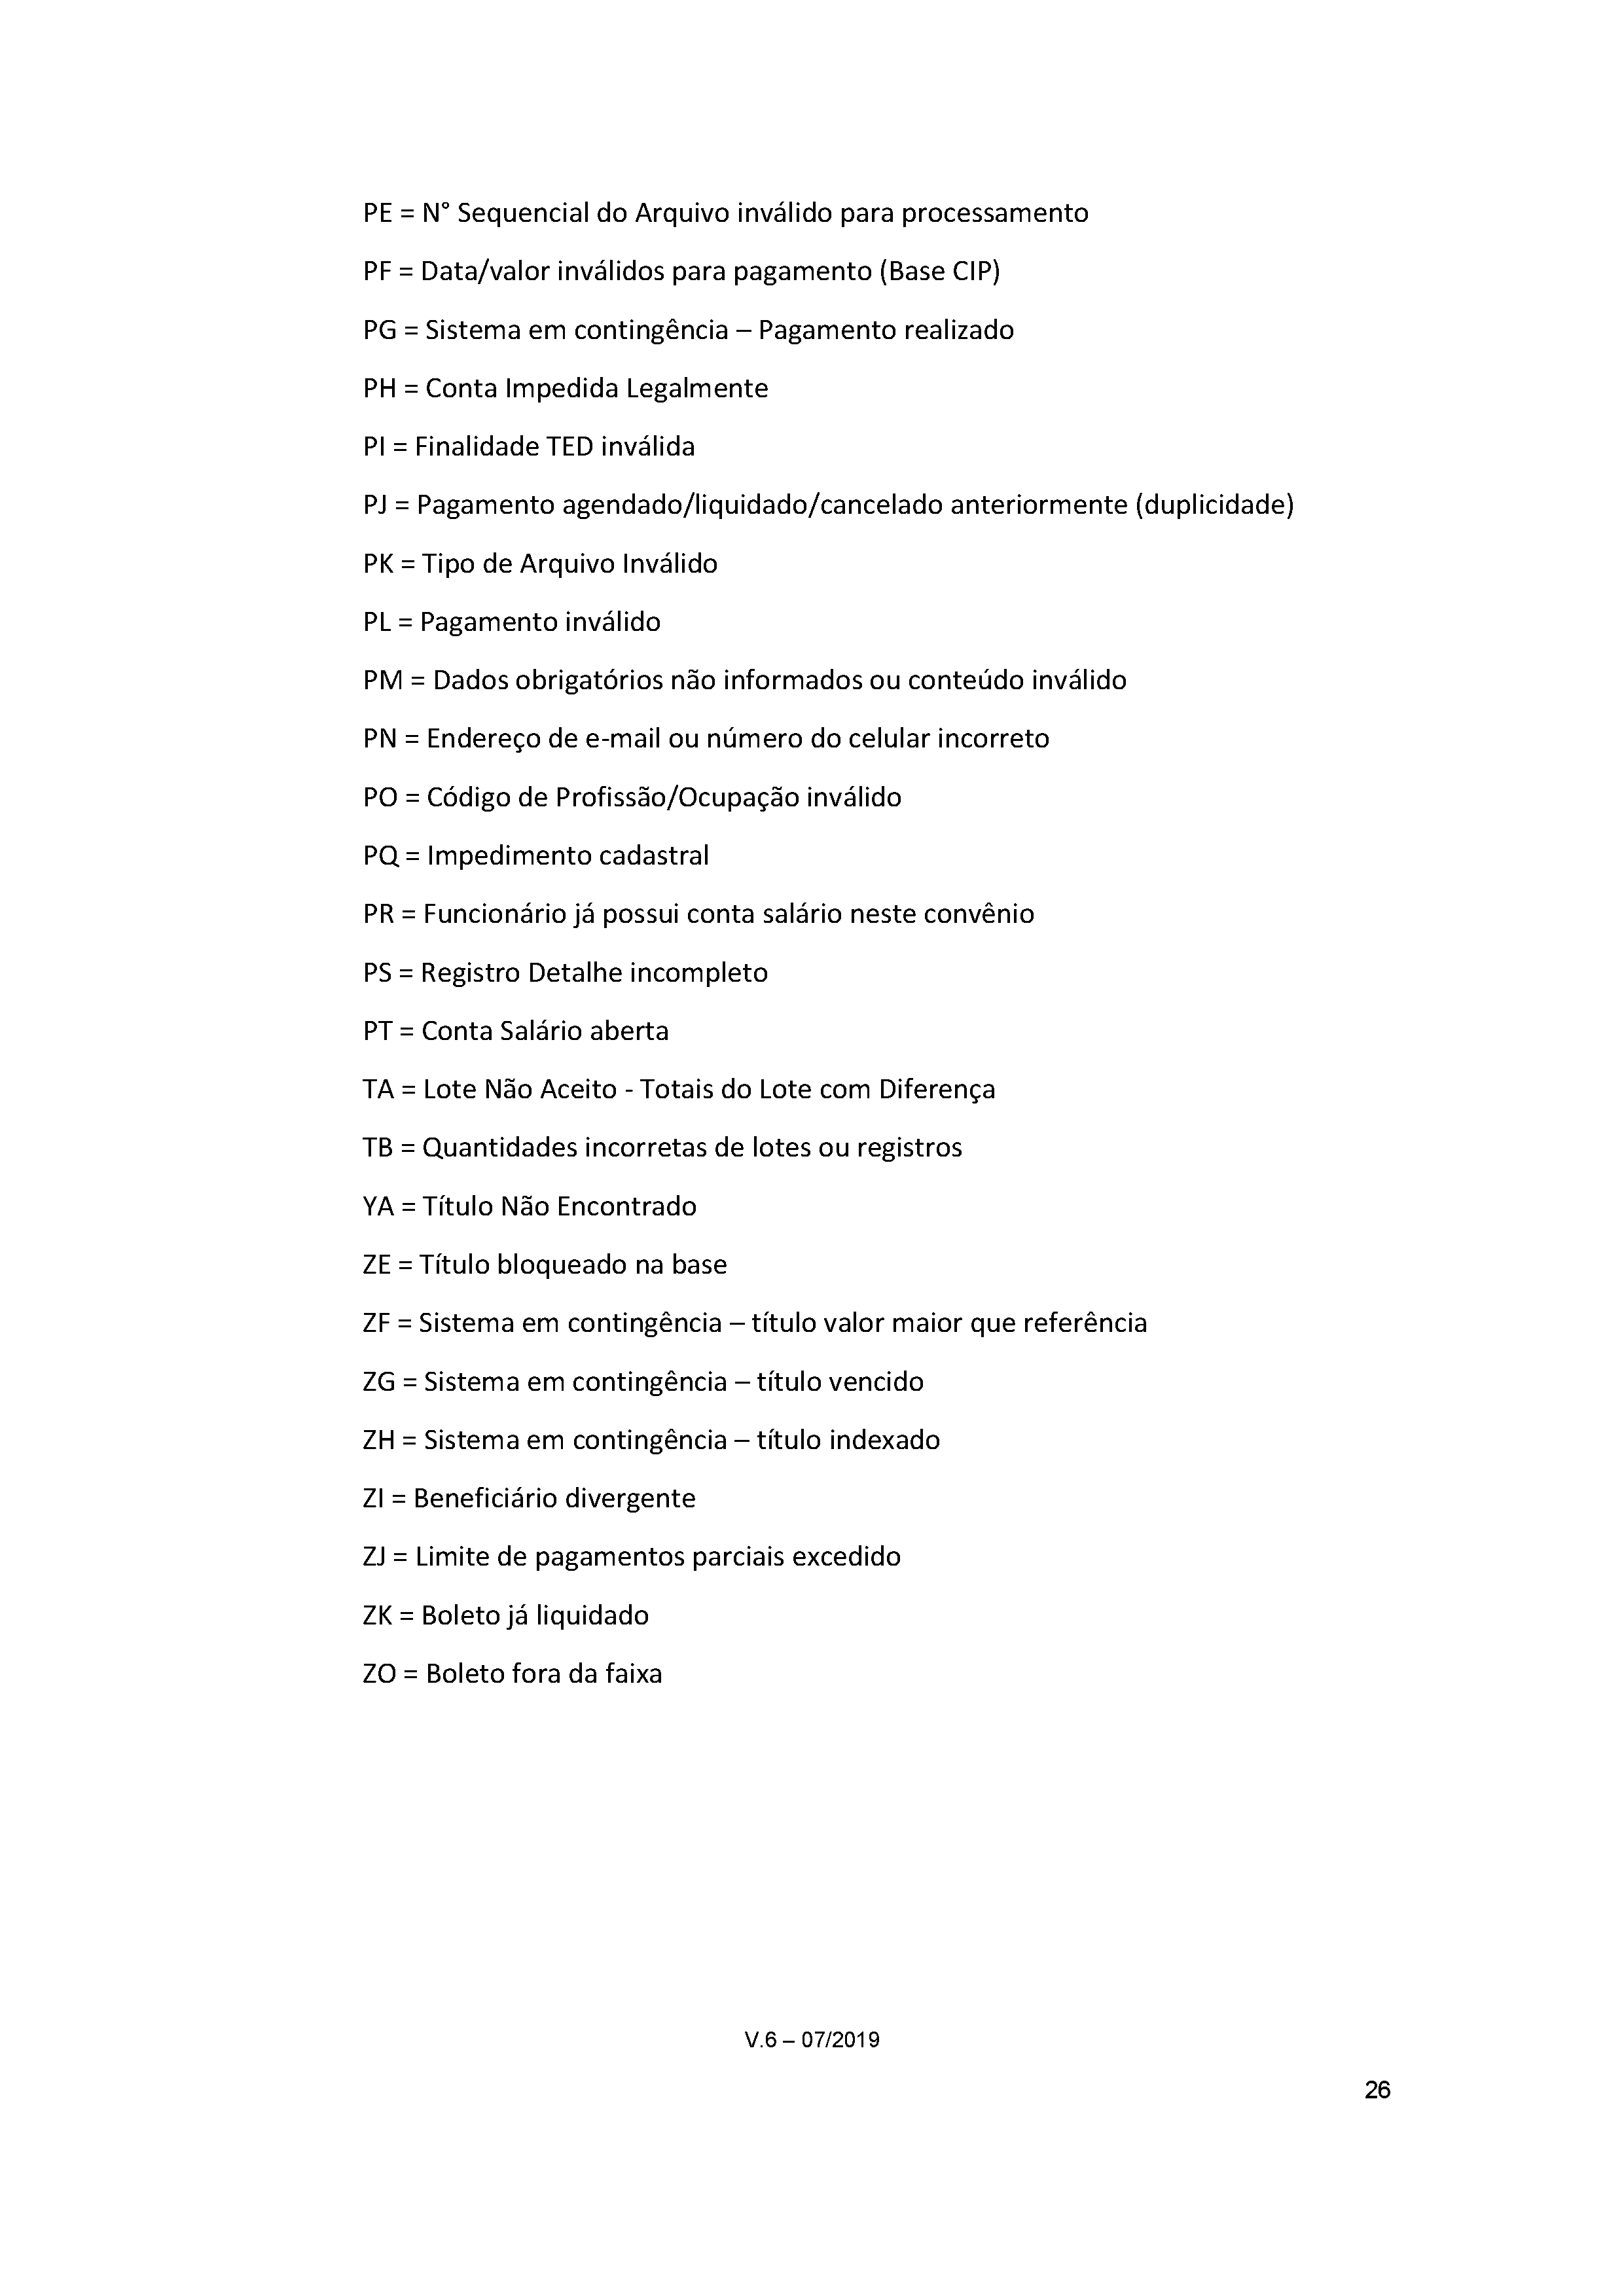 PE = N° Sequencial do Arquivo inválido para processamento
PF = Data/valor inválidos para pagamento (Base CIP)
PG = Sistema em contingência – Pagamento realizado
PH = Conta Impedida Legalmente
PI = Finalidade TED inválida
PJ = Pagamento agendado/liquidado/cancelado anteriormente (duplicidade)
PK = Tipo de Arquivo Inválido
PL = Pagamento inválido
PM = Dados obrigatórios não informados ou conteúdo inválido
PN = Endereço de e-mail ou número do celular incorreto
PO = Código de Profissão/Ocupação inválido
PQ = Impedimento cadastral
PR = Funcionário já possui conta salário neste convênio
PS = Registro Detalhe incompleto
PT = Conta Salário aberta
TA = Lote Não Aceito - Totais do Lote com Diferença
TB = Quantidades incorretas de lotes ou registros
YA = Título Não Encontrado
ZE = Título bloqueado na base
ZF = Sistema em contingência – título valor maior que referência
ZG = Sistema em contingência – título vencido
ZH = Sistema em contingência – título indexado
ZI = Beneficiário divergente
ZJ = Limite de pagamentos parciais excedido
ZK = Boleto já liquidado
ZO = Boleto fora da faixa
V.6 – 07/2019
26